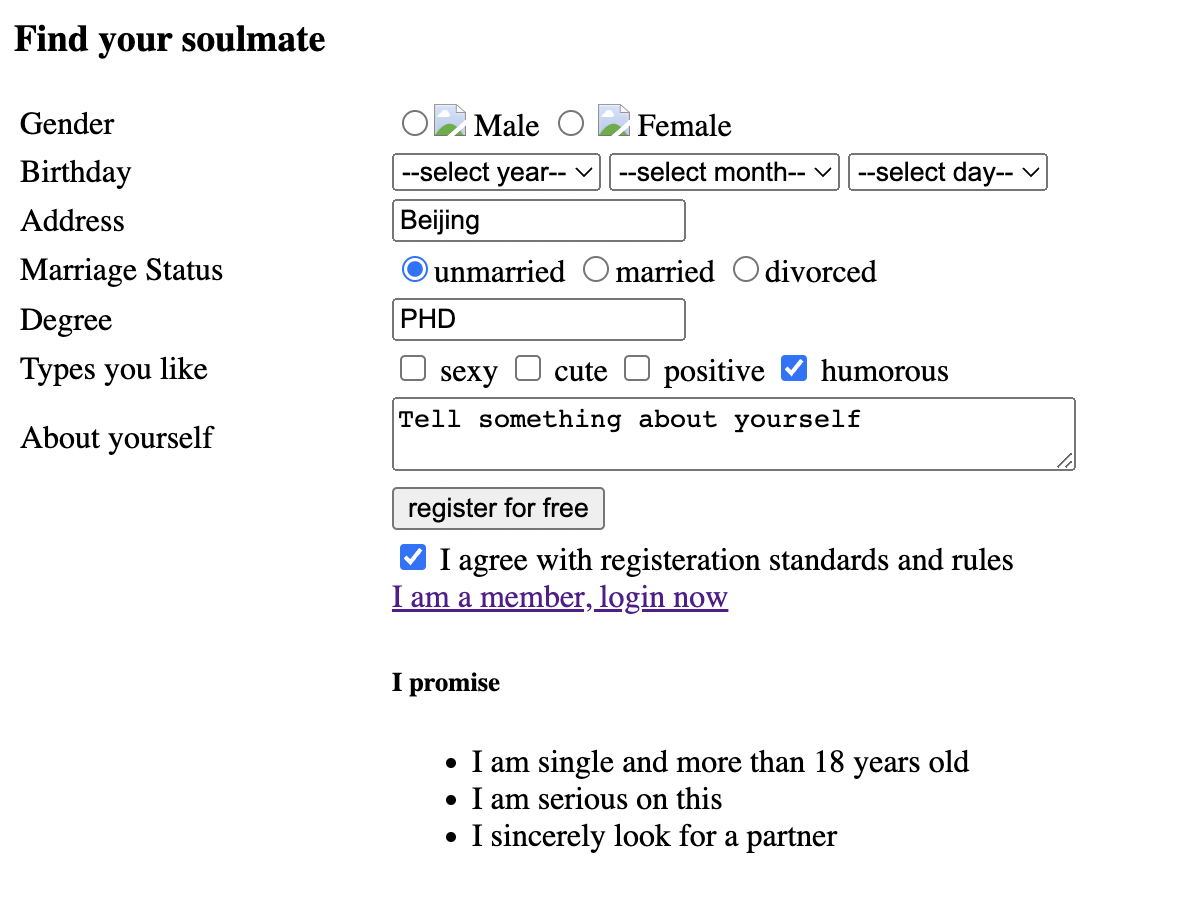 Find your soulmate
Gender Male Female
Birthday --select year-- --select month-- --select day--
Address Beijing
Marriage Status unmarried married divorced
Degree PHD
Types you like sexy cute positive humorous
About yourself Tell something about yourself
register for free
I agree with registeration standards and rules
I am a member, login now
I promise
• I am single and more than 18 years old
• I am serious on this
• I sincerely look for a partner